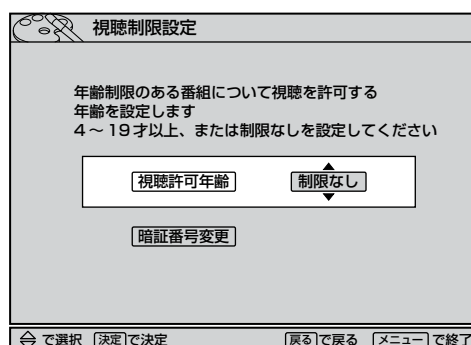 視聴制限設定
年齢制限のある番組について視聴を許可する
年齢を設定します
4～19才以上、または制限なしを設定してください
視聴許可年齢 制限なし
暗証番号変更
で選択 決定で決定 戻るで戻る メニューで終了